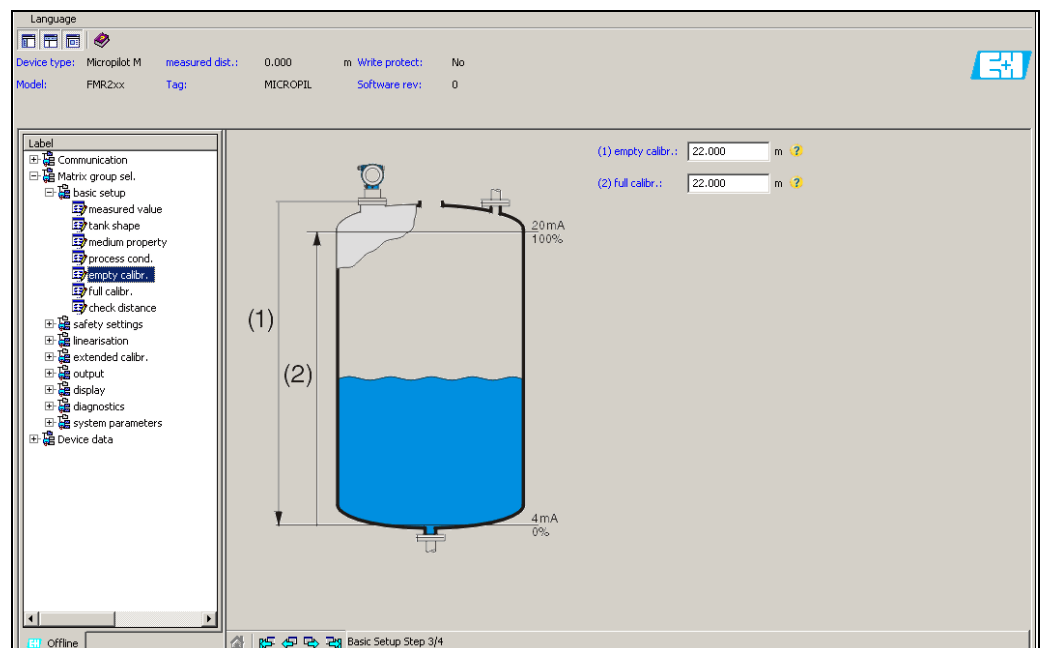 Language
Device type: Micropilot M measured dist.: 0.000 m Write protect: No
Model: FMR2xx Tag: MICROPIL Software rev: 0
E+H
Label
Communication
Matrix group sel.
basic setup
measured value
tank shape
medium property
process cond.
empty calibr.
full calibr.
check distance
safety settings
linearisation
extended calibr.
output
display
diagnostics
system parameters
Device data
(1) empty calibr.: 22.000 m ?
(2) full calibr.: 22.000 m ?
20mA
100%
(1)
(2)
4mA
0%
Offline
Basic Setup Step 3/4